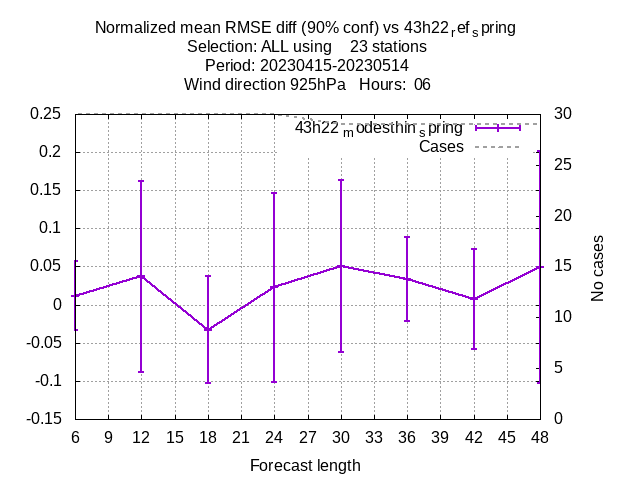 Normalized mean RMSE diff (90% conf) vs 43h22refspring
Selection: ALL using 23 stations
Period: 20230415-20230514
Wind direction 925hPa Hours: 06
43h22modesthinspring
Cases
0.25
0.2
0.15
0.1
0.05
0
-0.05
-0.1
-0.15
30
25
20
15
10
5
0
No cases
6 9 12 15 18 21 24 27 30 33 36 39 42 45 48
Forecast length